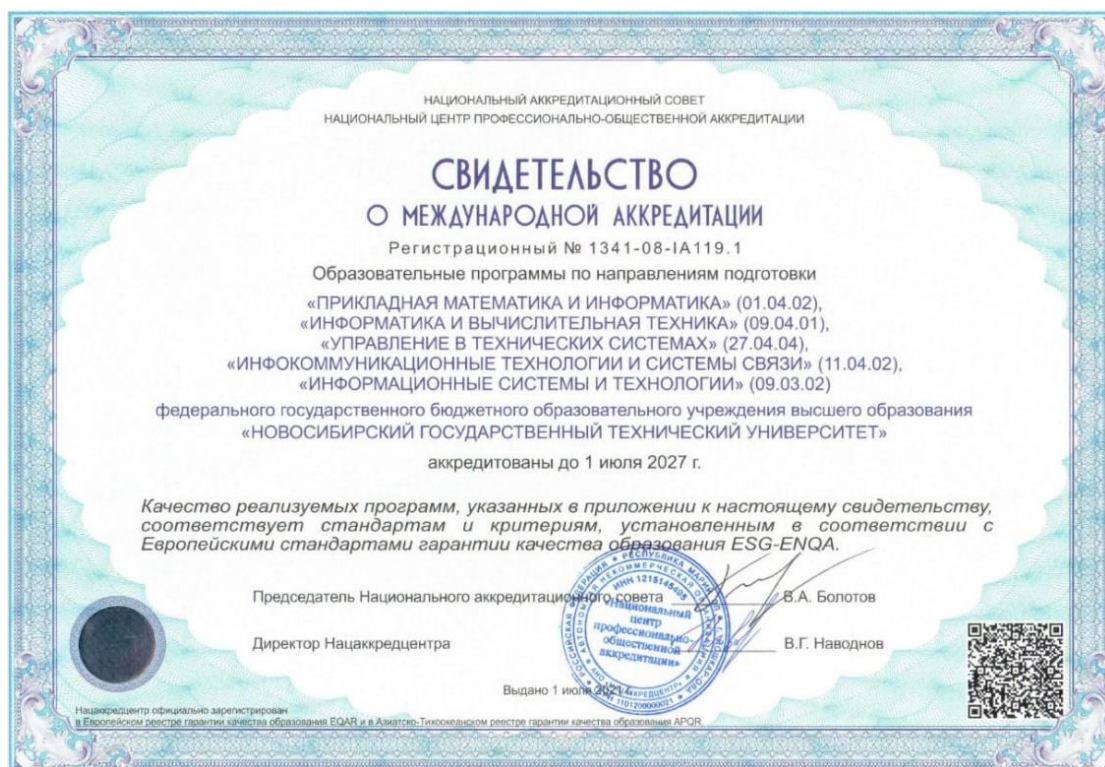 НАЦИОНАЛЬНЫЙ АККРЕДИТАЦИОННЫЙ СОВЕТ
НАЦИОНАЛЬНЫЙ ЦЕНТР ПРОФЕССИОНАЛЬНО-ОБЩЕСТВЕННОЙ АККРЕДИТАЦИИ
СВИДЕТЕЛЬСТВО
О МЕЖДУНАРОДНОЙ АККРЕДИТАЦИИ
Регистрационный № 1341-08-IA119.1
Образовательные программы по направлениям подготовки
«ПРИКЛАДНАЯ МАТЕМАТИКА И ИНФОРМАТИКА» (01.04.02),
«ИНФОРМАТИКА И ВЫЧИСЛИТЕЛЬНАЯ ТЕХНИКА» (09.04.01),
«УПРАВЛЕНИЕ В ТЕХНИЧЕСКИХ СИСТЕМАХ» (27.04.04),
«ИНФОКОММУНИКАЦИОННЫЕ ТЕХНОЛОГИИ И СИСТЕМЫ СВЯЗИ» (11.04.02),
«ИНФОРМАЦИОННЫЕ СИСТЕМЫ И ТЕХНОЛОГИИ» (09.03.02)
федерального государственного бюджетного образовательного учреждения высшего образования
«НОВОСИБИРСКИЙ ГОСУДАРСТВЕННЫЙ ТЕХНИЧЕСКИЙ УНИВЕРСИТЕТ»
аккредитованы до 1 июля 2027 г.
Качество реализуемых программ, указанных в приложении к настоящему свидетельству,
соответствует стандартам и критериям, установленным в соответствии с
Европейскими стандартами гарантии качества образования ESG-ENQA.
Председатель Национального аккредитационного совета В.А. Болотов
Директор Нацаккредцентра В.Г. Наводнов
«Национальный
центр
профессионально-
общественной
аккредитации»
Выдано 1 июля 2021 г.
Нацаккредцентр официально зарегистрирован
в Европейском реестре гарантии качества образования EQAR и в Азиатско-Тихоокеанском реестре гарантии качества образования APQR.